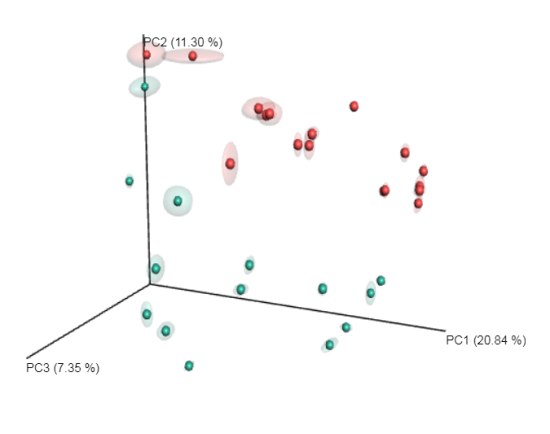 PC2 (11.30 %)
PC1 (20.84 %)
PC3 (7.35 %)